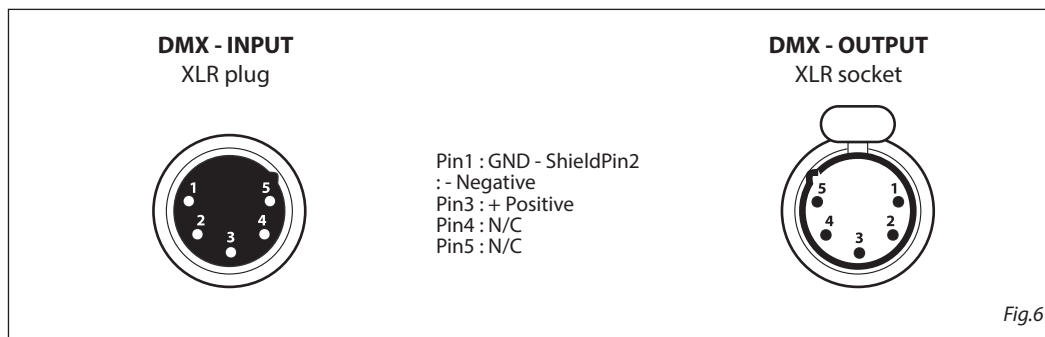 DMX - INPUT
XLR plug
1
5
2
4
3
Pin1 : GND - ShieldPin2
: - Negative
Pin3 : + Positive
Pin4 : N/C
Pin5 : N/C
DMX - OUTPUT
XLR socket
5
1
4
2
3
Fig.6